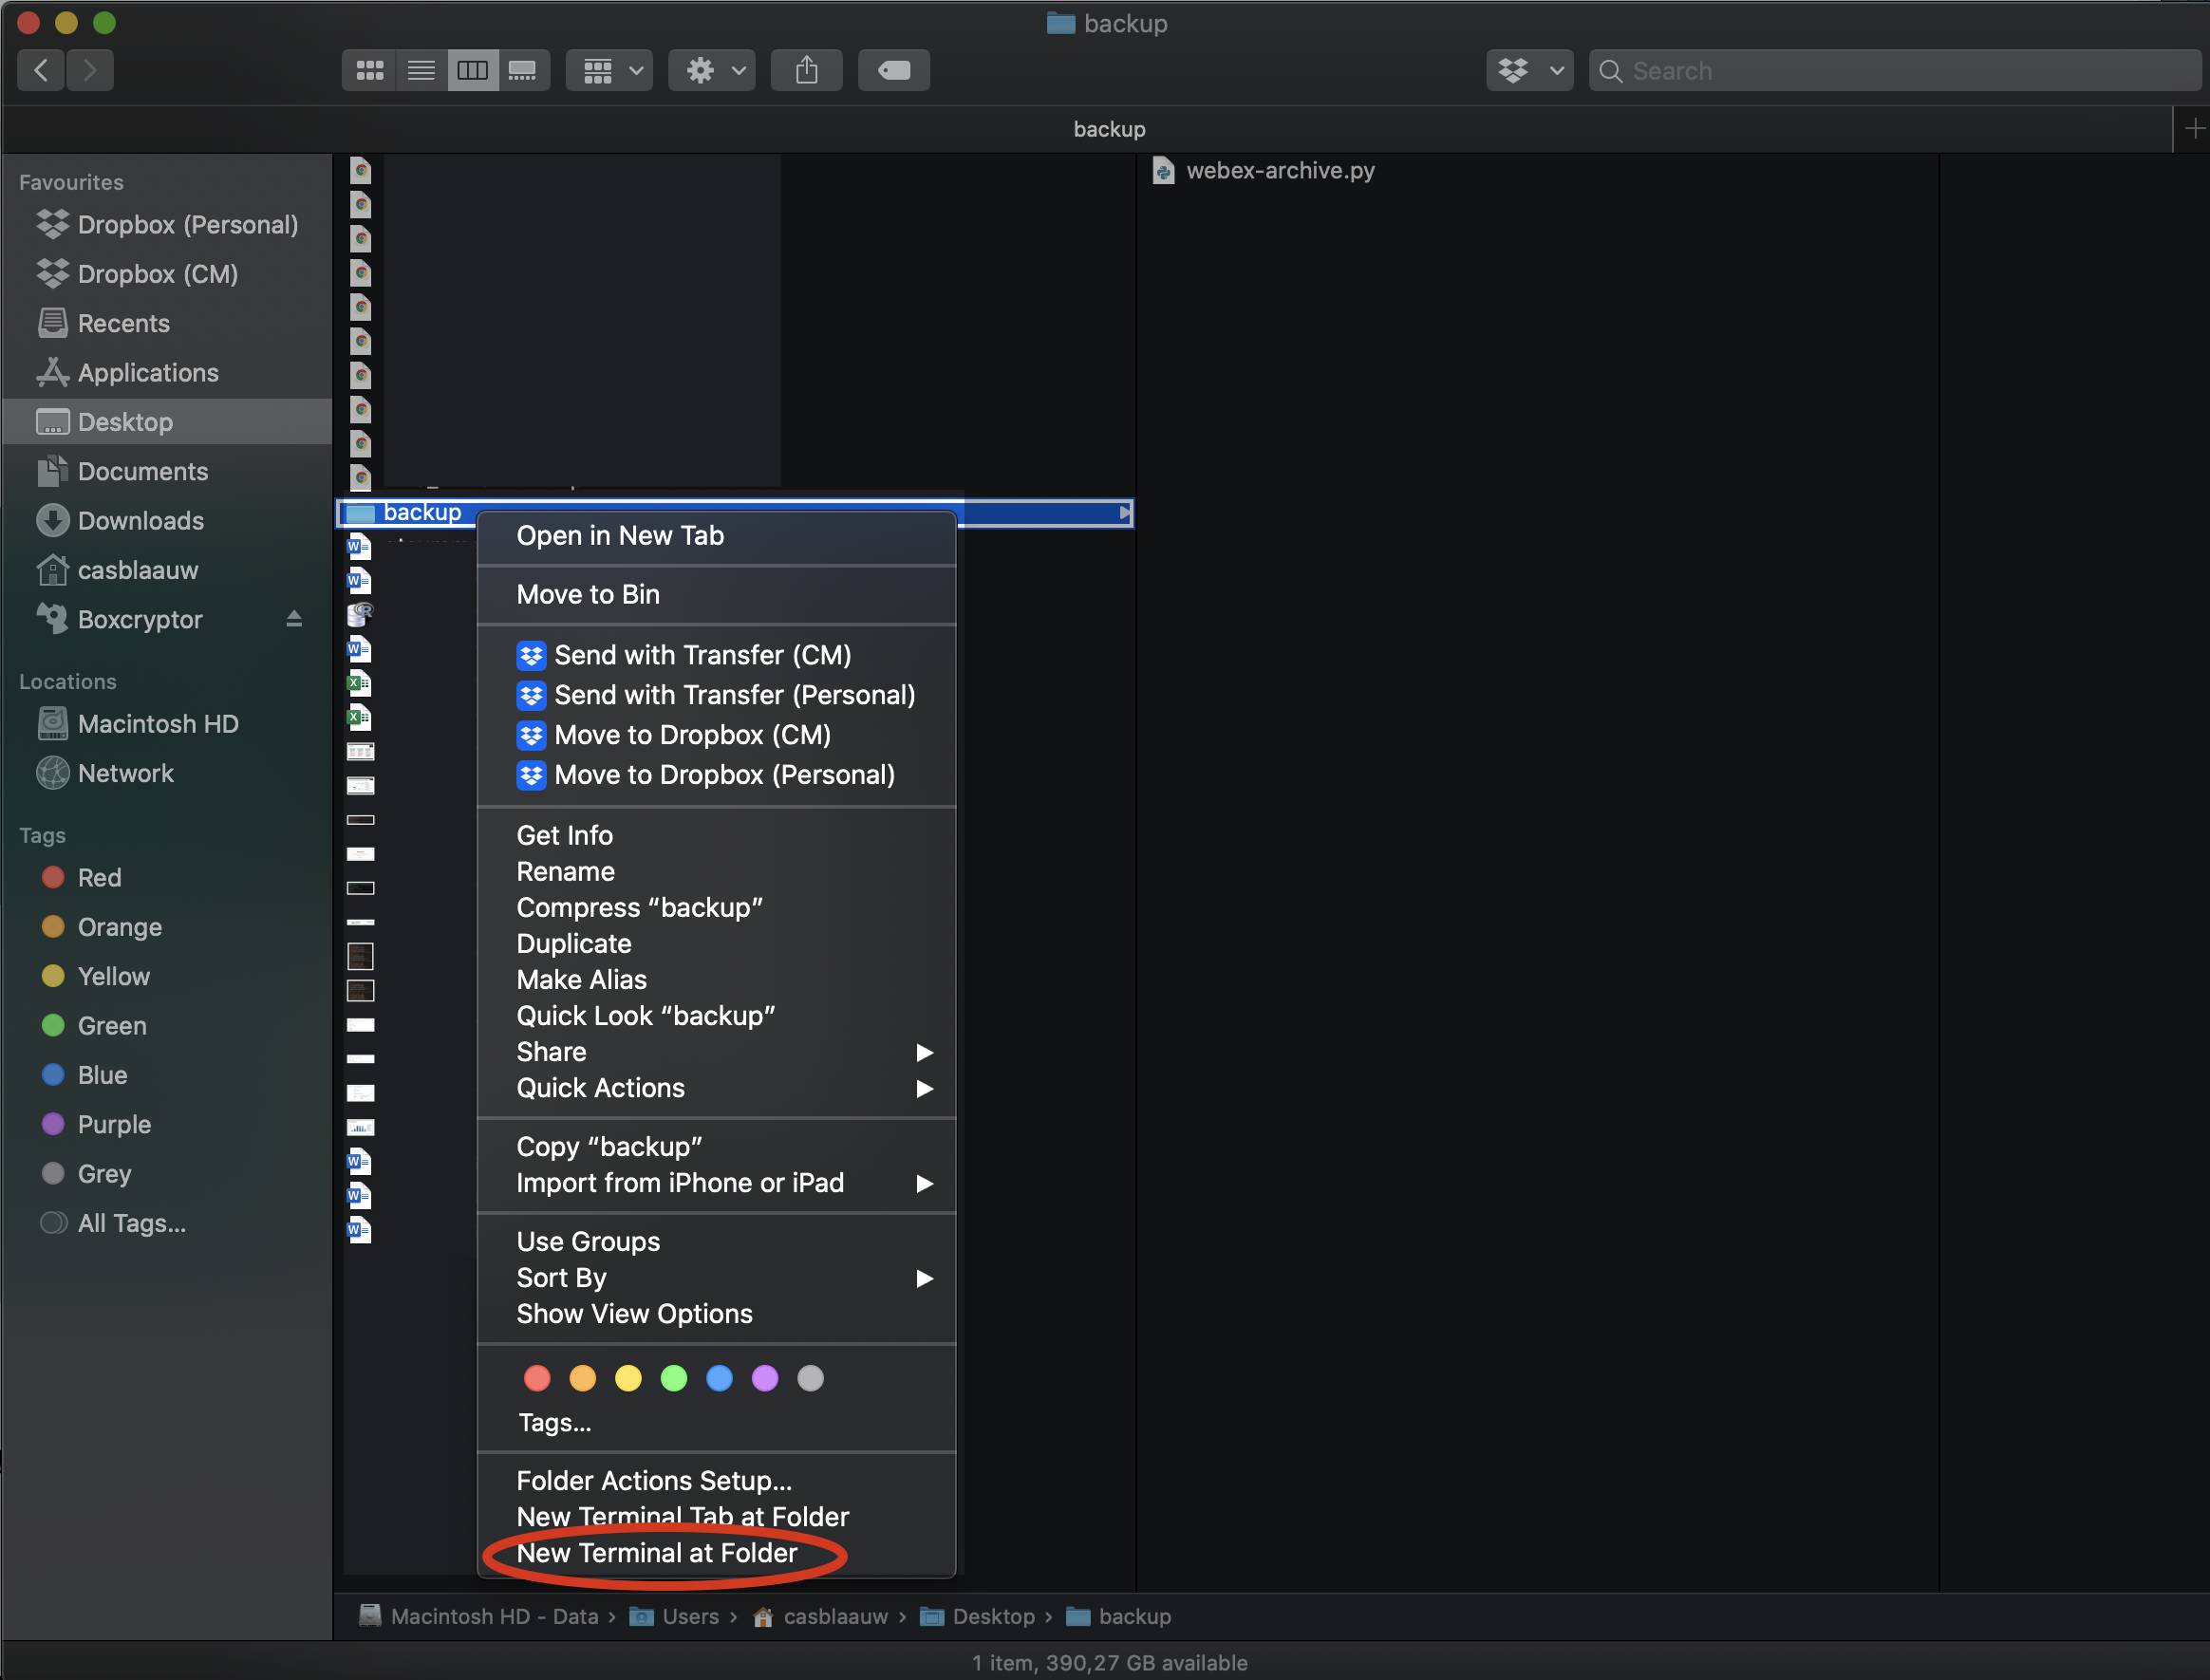 backup
Search
backup
Favourites
Dropbox (Personal)
Dropbox (CM)
Recents
Applications
Desktop
Documents
Downloads
casblaauw
Boxcryptor
Locations
Macintosh HD
Network
Tags
Red
Orange
Yellow
Green
Blue
Purple
Grey
All Tags...
backup
webex-archive.py
Open in New Tab
Move to Bin
Send with Transfer (CM)
Send with Transfer (Personal)
Move to Dropbox (CM)
Move to Dropbox (Personal)
Get Info
Rename
Compress “backup”
Duplicate
Make Alias
Quick Look “backup”
Share
Quick Actions
Copy “backup”
Import from iPhone or iPad
Use Groups
Sort By
Show View Options
Tags...
Folder Actions Setup...
New Terminal Tab at Folder
New Terminal at Folder
Macintosh HD - Data › Users › casblaauw › Desktop › backup
1 item, 390,27 GB available